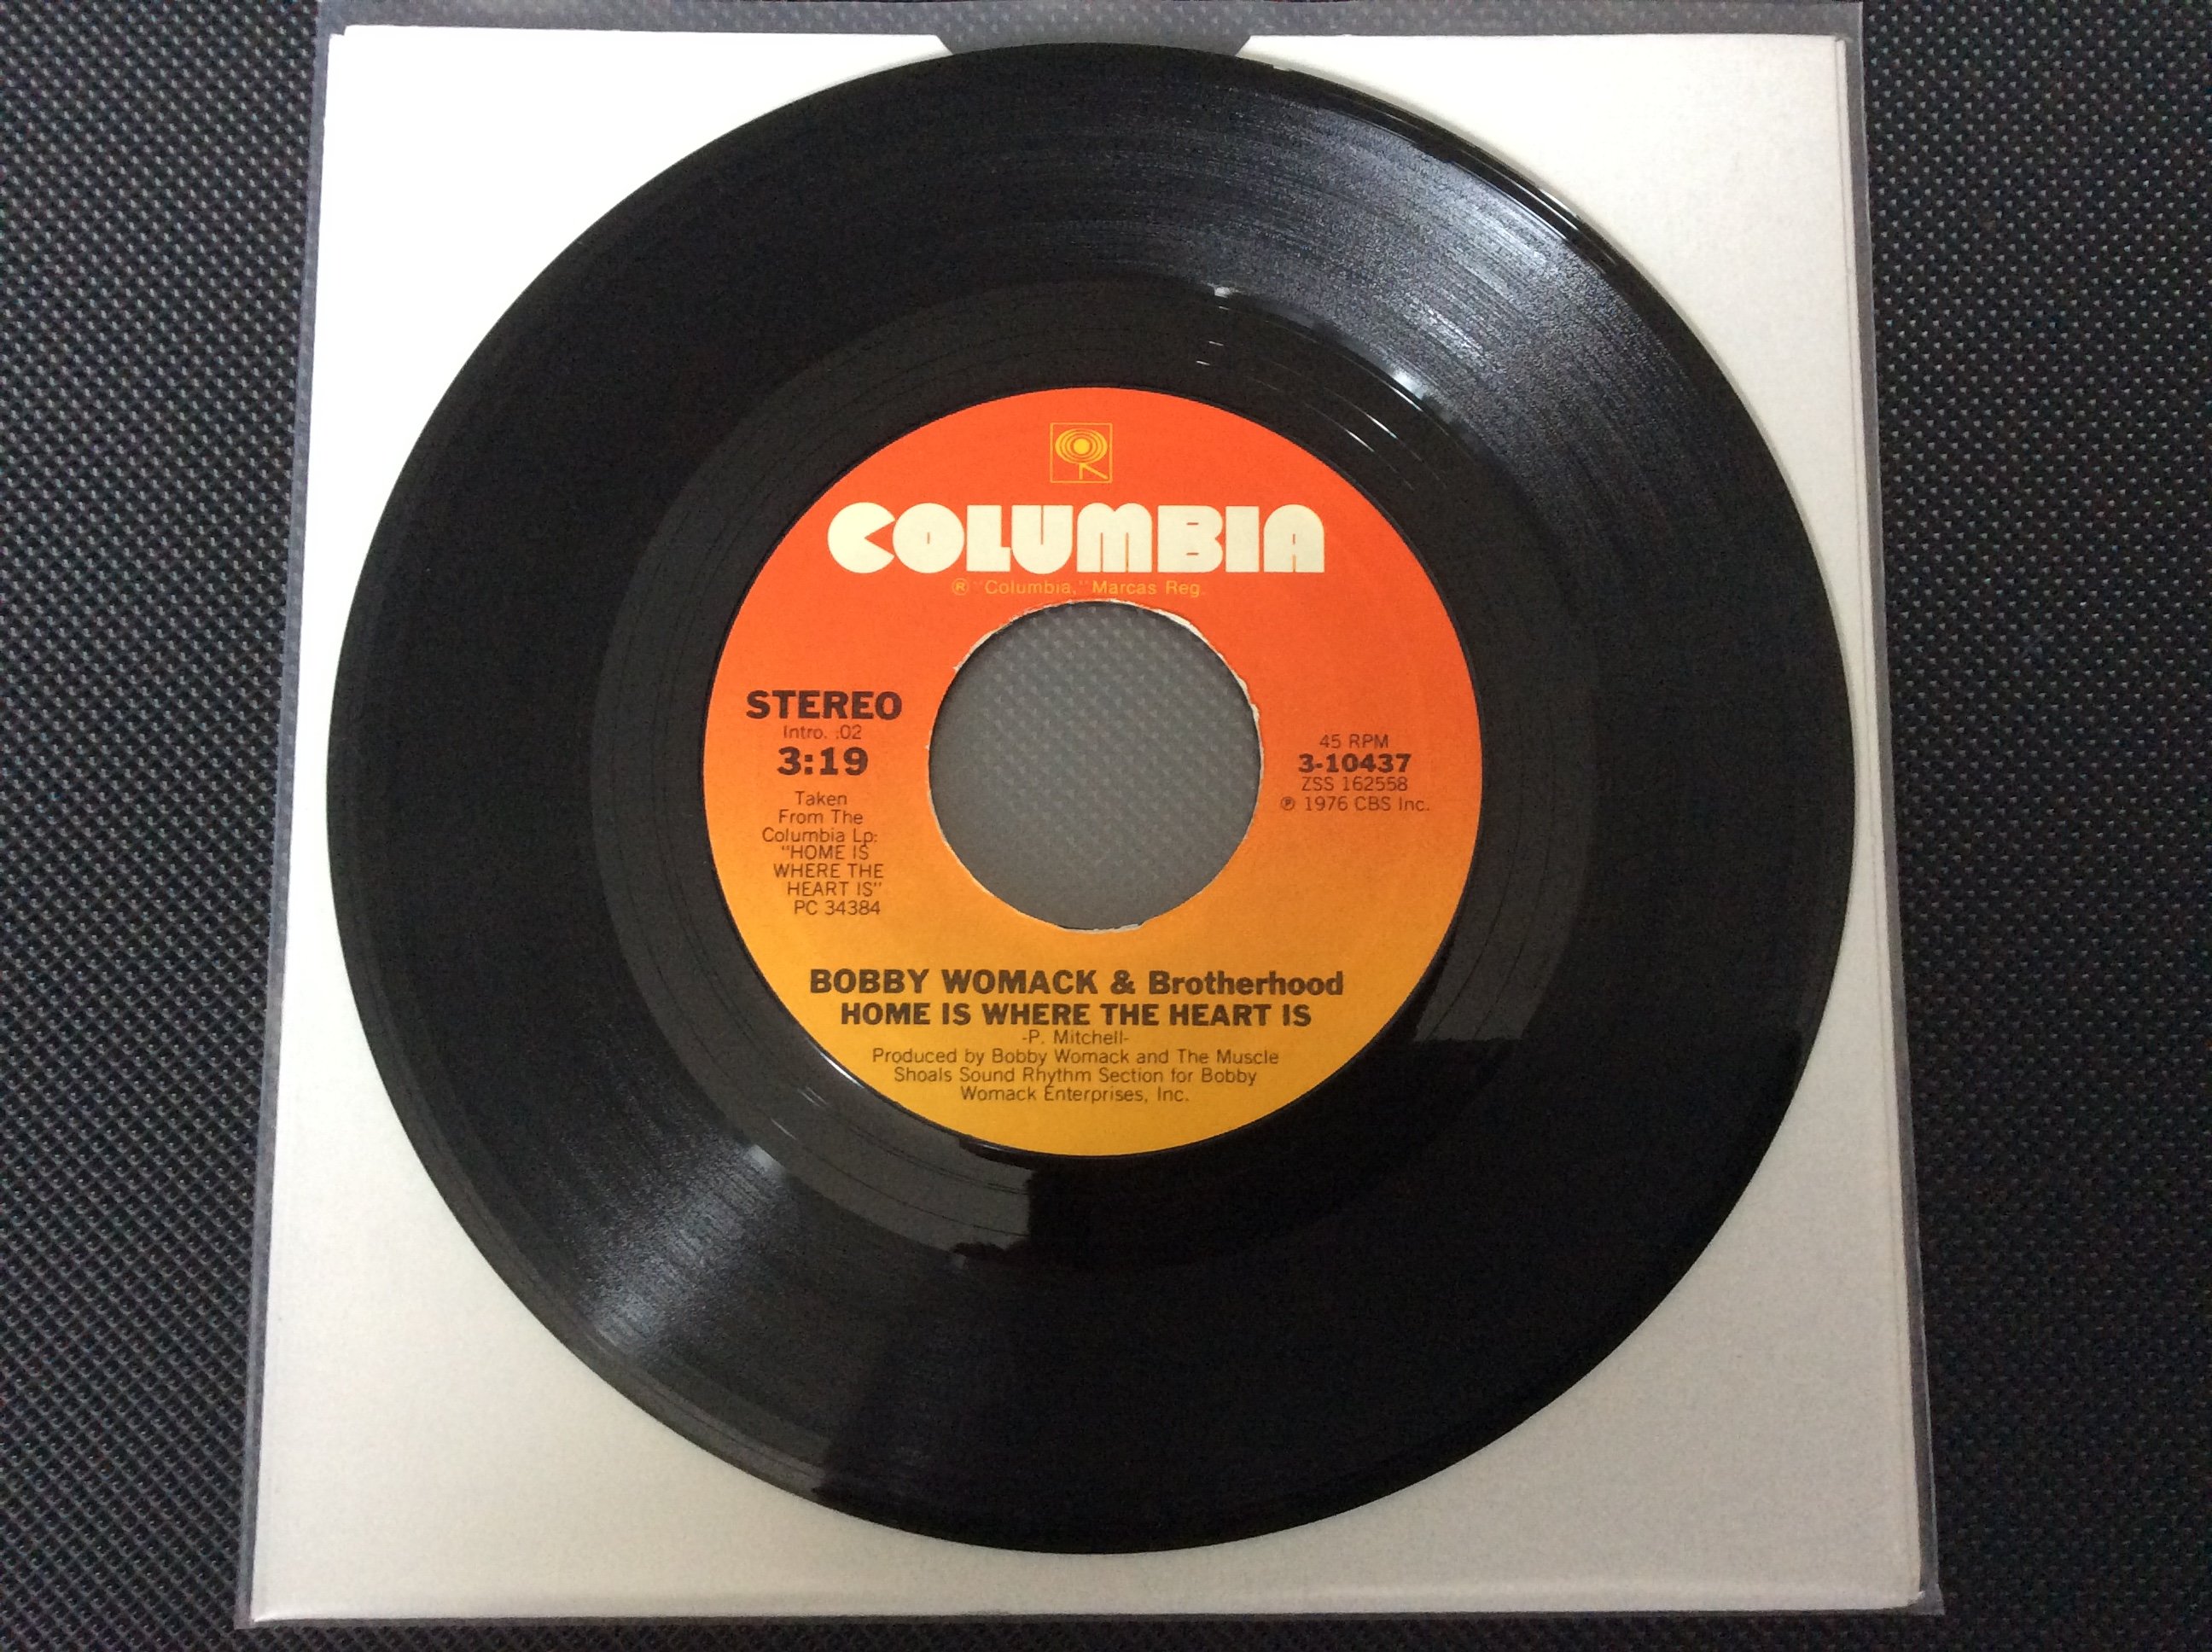 COLUMBIA
® "Columbia," Marcas Reg.
STEREO
Intro. :02
3:19
Taken
From The
Columbia Lp:
"HOME IS
WHERE THE
HEART IS"
PC 34384
45 RPM
3-10437
ZSS 162558
℗ 1976 CBS Inc.
BOBBY WOMACK & Brotherhood
HOME IS WHERE THE HEART IS
-P. Mitchell-
Produced by Bobby Womack and The Muscle
Shoals Sound Rhythm Section for Bobby
Womack Enterprises, Inc.